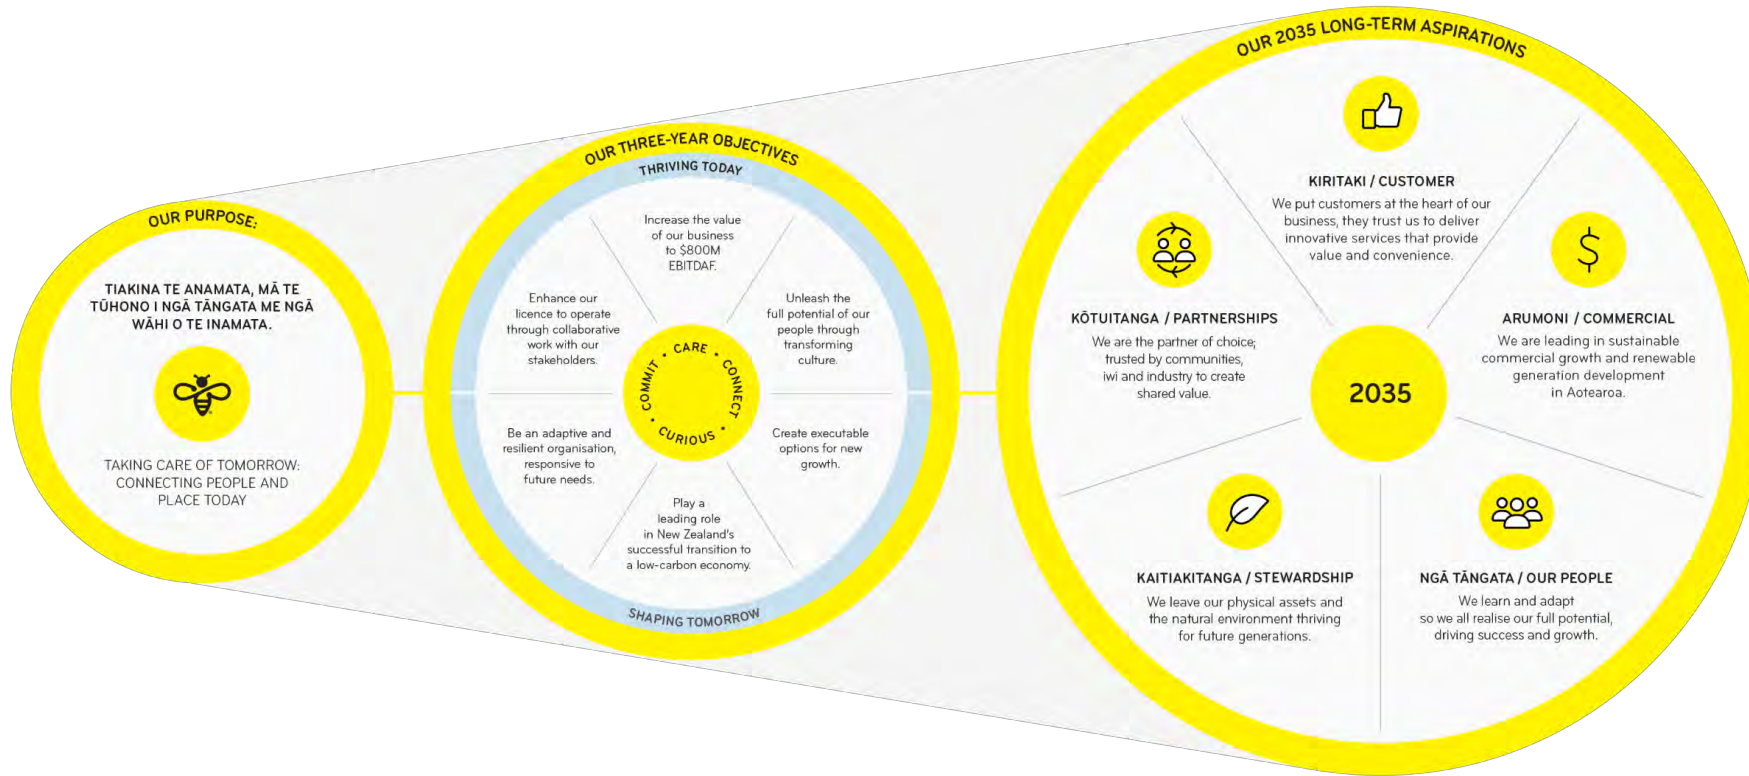 OUR PURPOSE:
TIAKINA TE ANAMATA, MĀ TE
TŪHONO I NGĀ TĀNGATA ME NGĀ
WĀHI O TE INAMATA.
TAKING CARE OF TOMORROW:
CONNECTING PEOPLE AND
PLACE TODAY
OUR THREE-YEAR OBJECTIVES
THRIVING TODAY
Increase the value
of our business
to $800M
EBITDAF.
Enhance our
licence to operate
through collaborative
work with our
stakeholders.
Unleash the
full potential of our
people through
transforming
culture.
COMMIT • CARE • CONNECT • CURIOUS •
Be an adaptive and
resilient organisation,
responsive to
future needs.
Create executable
options for new
growth.
Play a
leading role
in New Zealand's
successful transition to
a low-carbon economy.
SHAPING TOMORROW
OUR 2035 LONG-TERM ASPIRATIONS
KIRITAKI / CUSTOMER
We put customers at the heart of our
business, they trust us to deliver
innovative services that provide
value and convenience.
KŌTUITANGA / PARTNERSHIPS
We are the partner of choice;
trusted by communities,
iwi and industry to create
shared value.
ARUMONI / COMMERCIAL
We are leading in sustainable
commercial growth and renewable
generation development
in Aotearoa.
2035
KAITIAKITANGA / STEWARDSHIP
We leave our physical assets and
the natural environment thriving
for future generations.
NGĀ TĀNGATA / OUR PEOPLE
We learn and adapt
so we all realise our full potential,
driving success and growth.